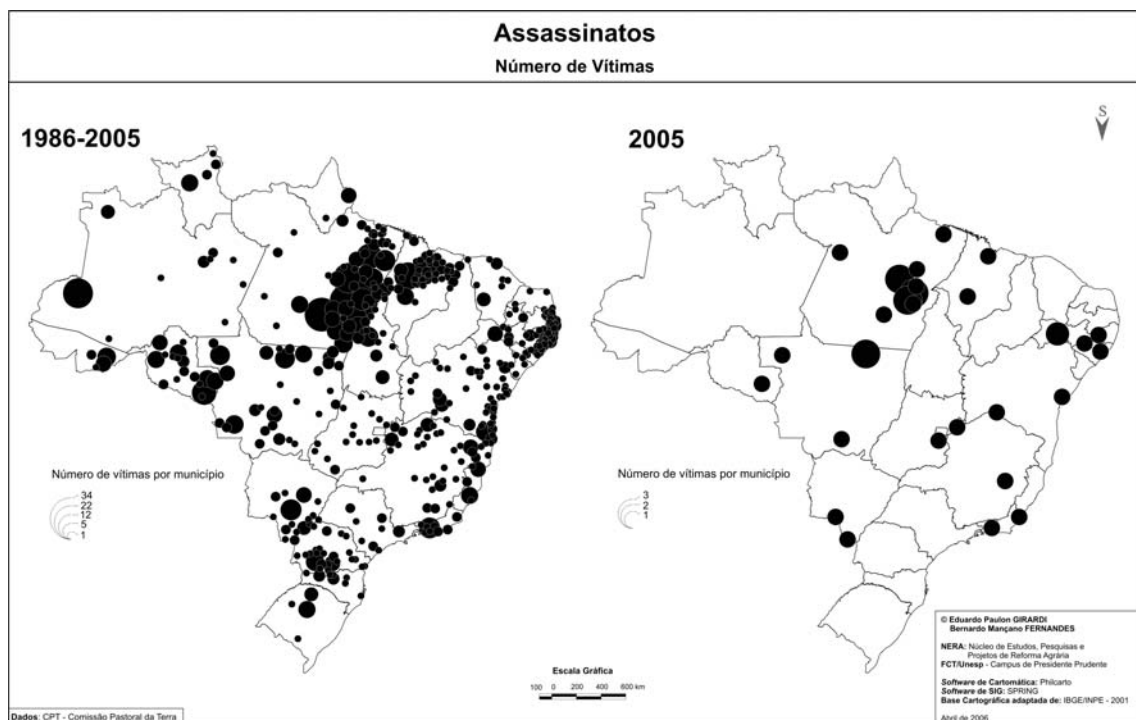 Assassinatos
Número de Vítimas
1986-2005
2005
S
Número de vítimas por município
34
22
12
5
1
Número de vítimas por município
3
2
1
Escala Gráfica
100 0 200 400 600 km
Dados: CPT - Comissão Pastoral da Terra
© Eduardo Paulon GIRARDI
Bernardo Mançano FERNANDES
NERA: Núcleo de Estudos, Pesquisas e
Projetos de Reforma Agrária
FCT/Unesp - Campus de Presidente Prudente
Software de Cartomática: Philcarto
Software de SIG: SPRING
Base Cartográfica adaptada de: IBGE/INPE - 2001
Abril de 2006